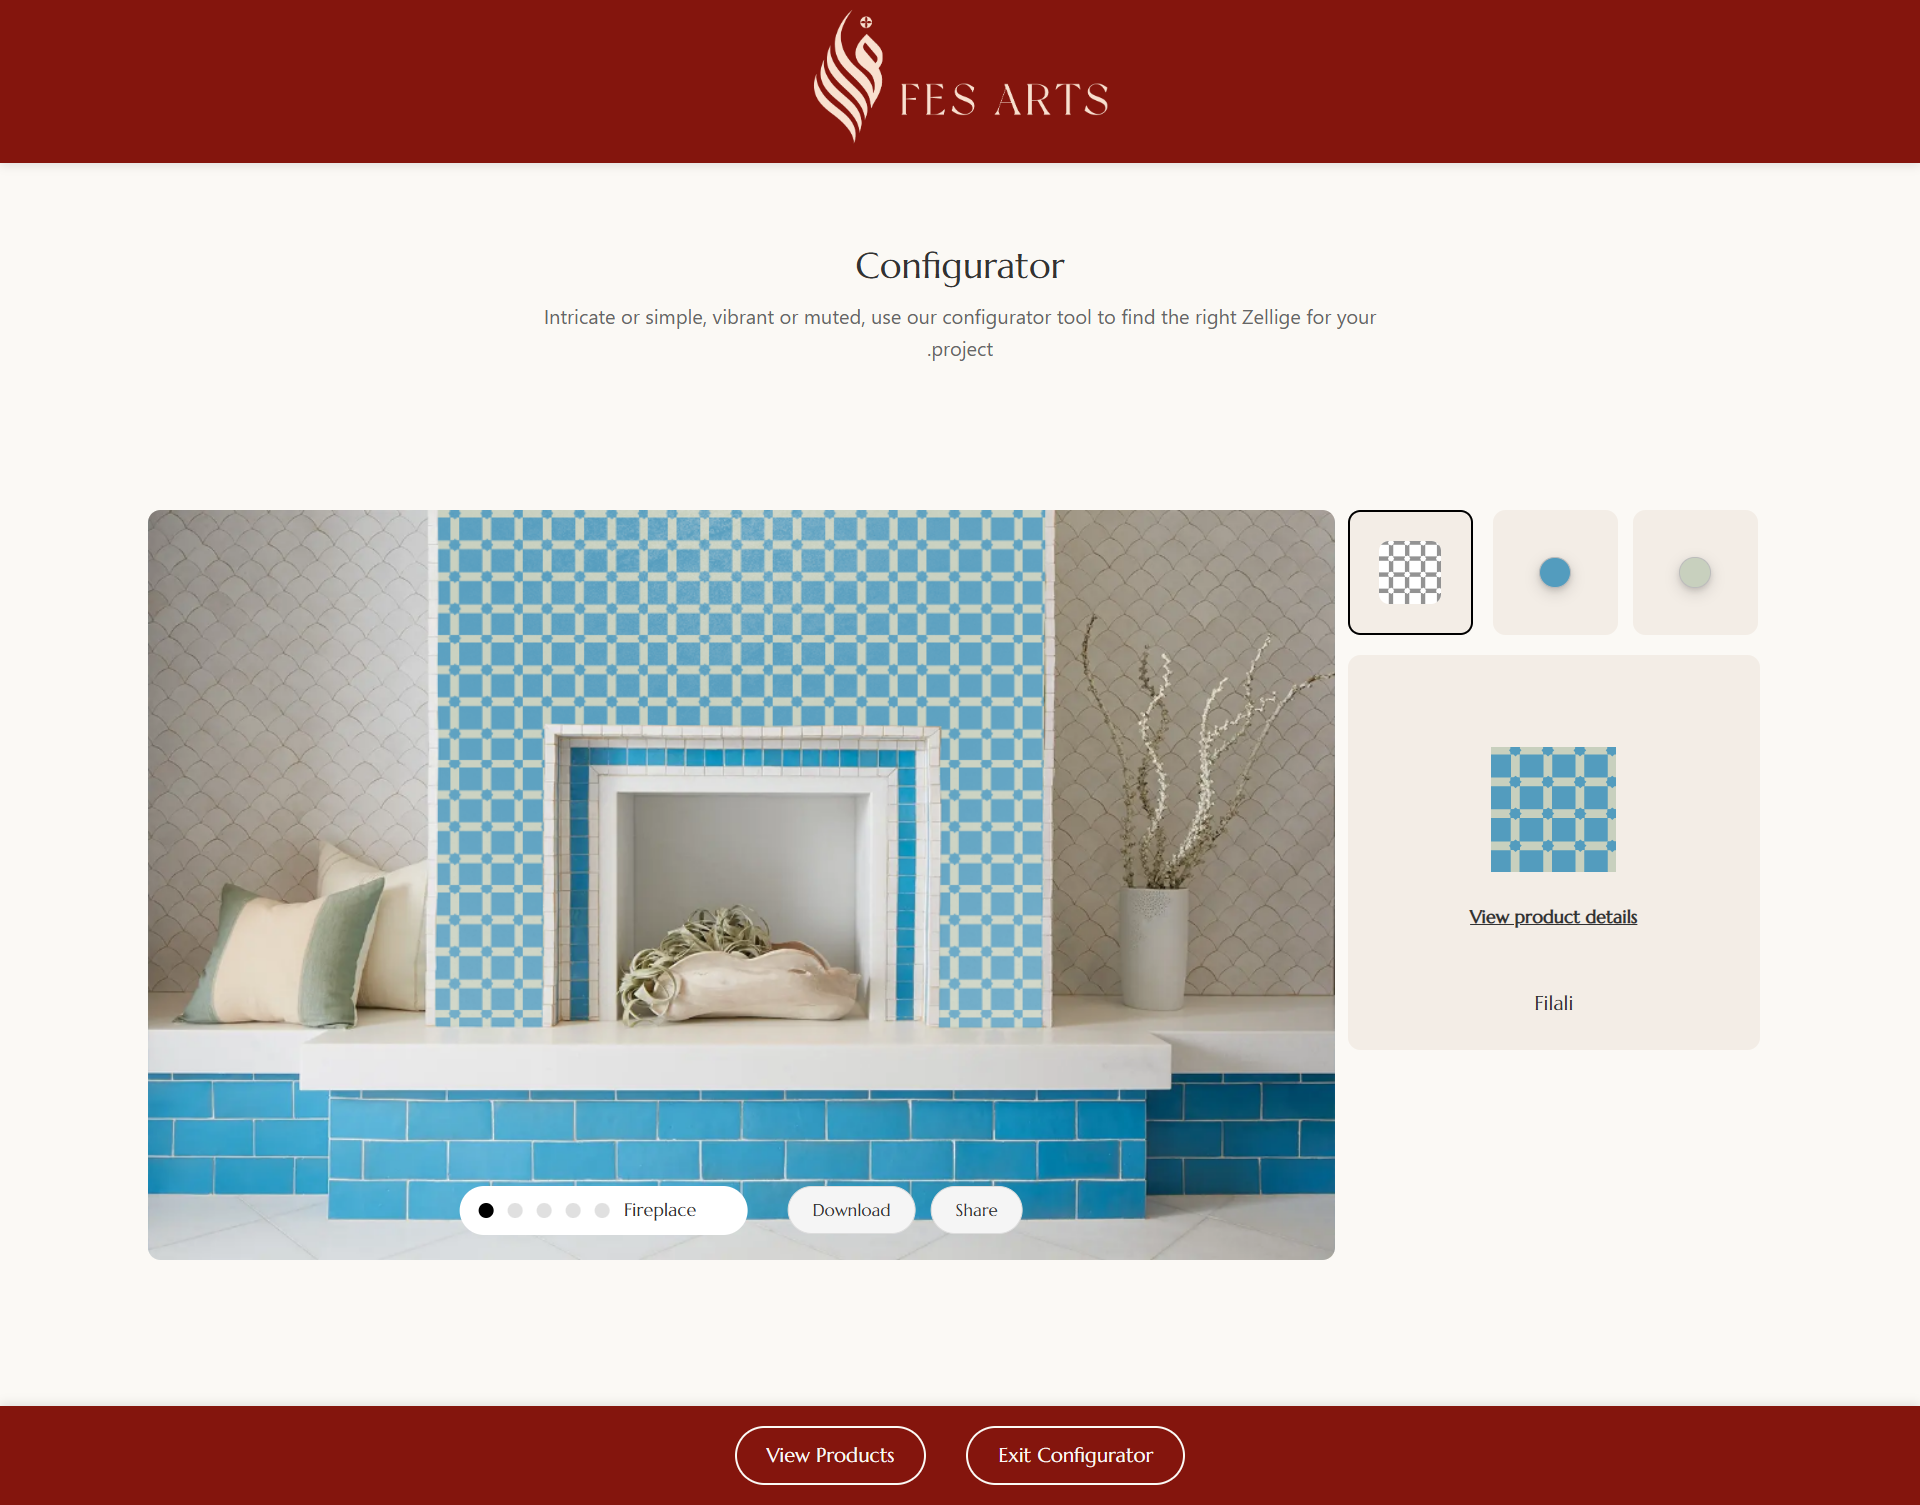 FES ARTS
Configurator
Intricate or simple, vibrant or muted, use our configurator tool to find the right Zellige for your
.project
View product details
Filali
Fireplace
Download
Share
View Products
Exit Configurator